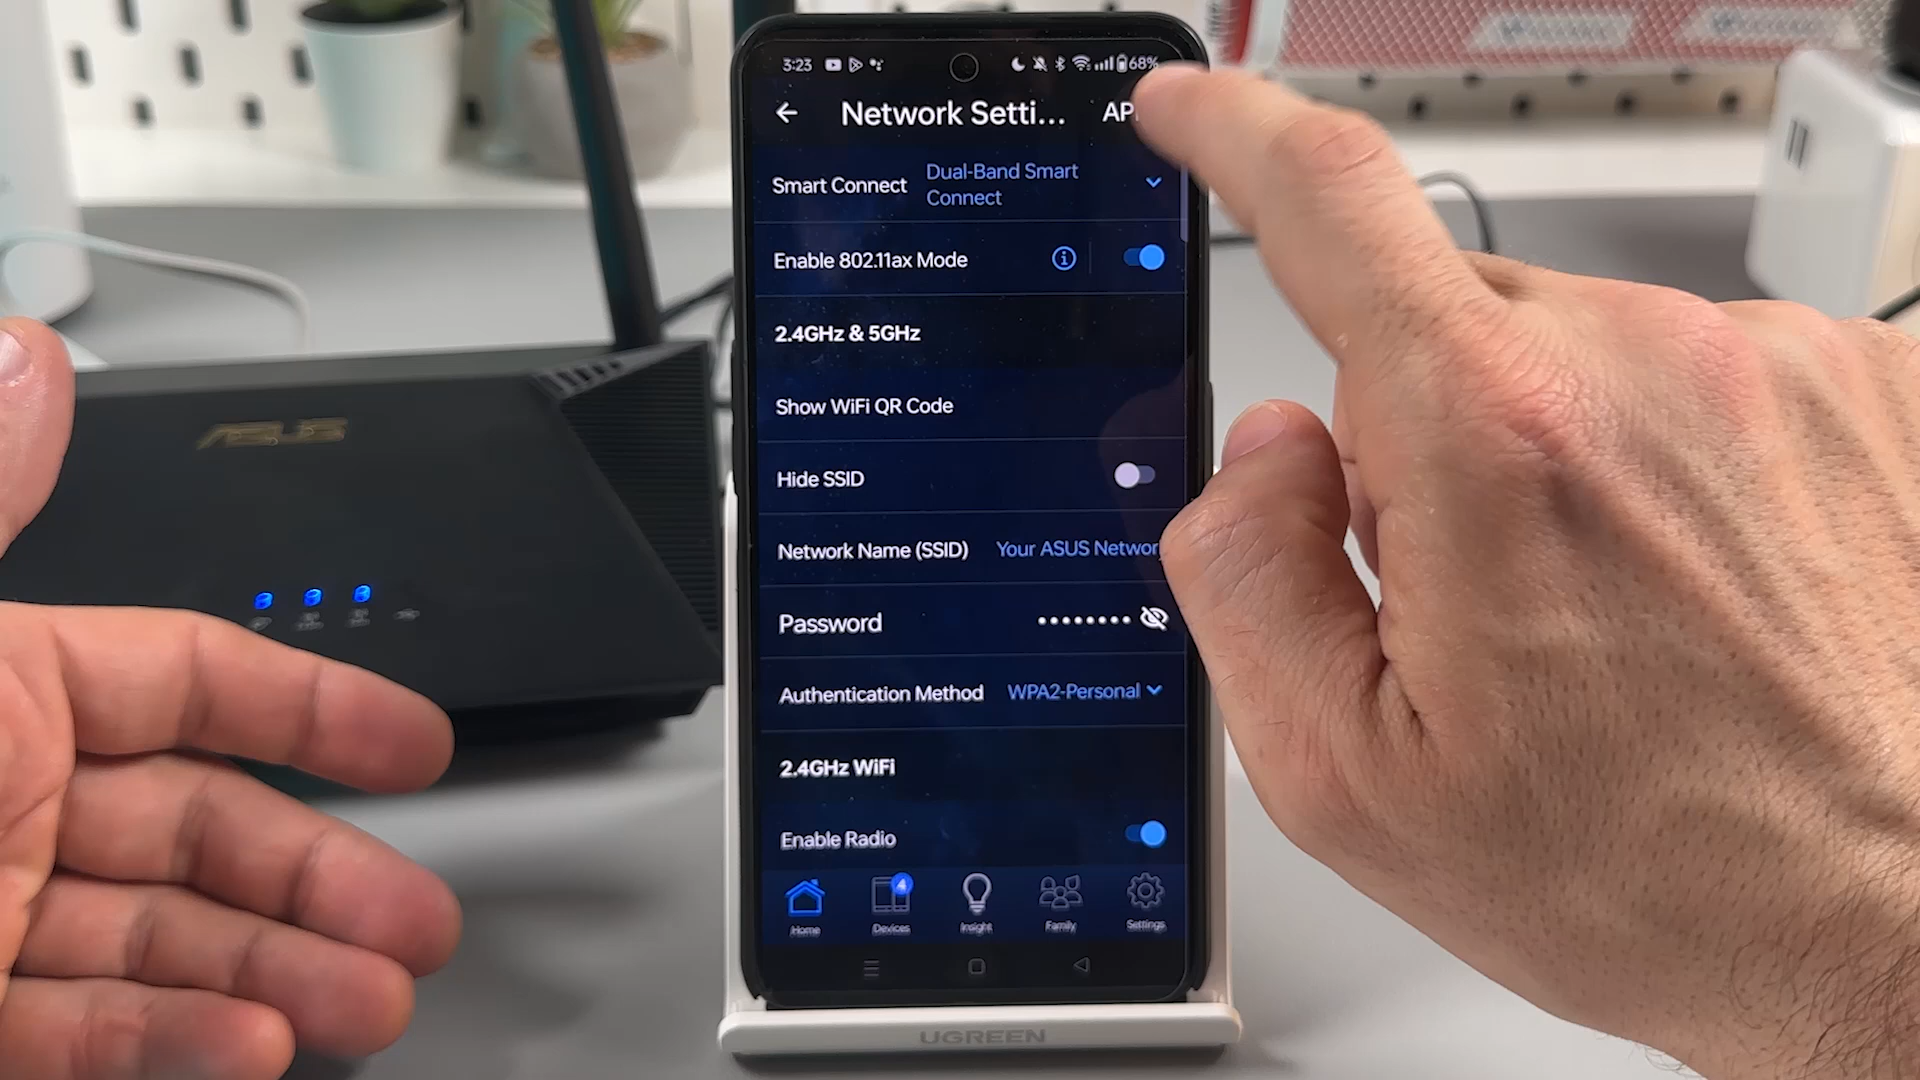 3:23
68%
Network Setti...
Smart Connect
Dual-Band Smart
Connect
Enable 802.11ax Mode
2.4GHz & 5GHz
Show WiFi QR Code
Hide SSID
Network Name (SSID)
Your ASUS Networ
Password
Authentication Method
WPA2-Personal
2.4GHz WiFi
Enable Radio
4
Home
Devices
Insight
Family
Settings
ASUS
UGREEN